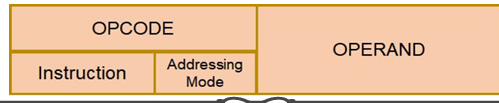 OPCODE
OPERAND
Instruction
Addressing
Mode